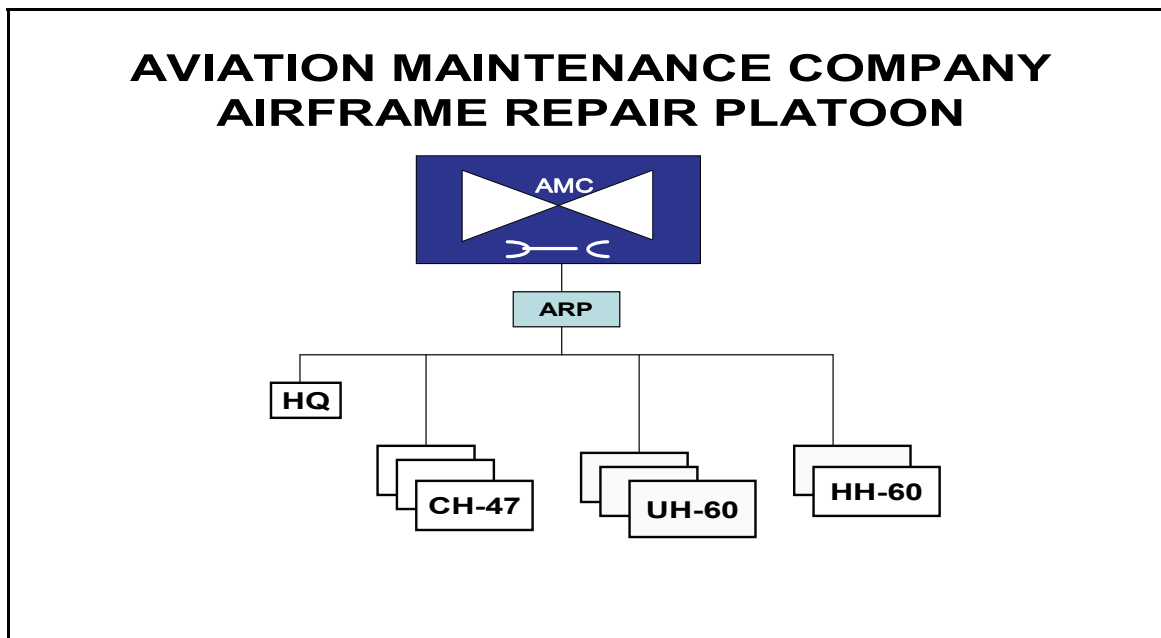 AVIATION MAINTENANCE COMPANY
AIRFRAME REPAIR PLATOON
AMC
ARP
HQ
CH-47
UH-60
HH-60